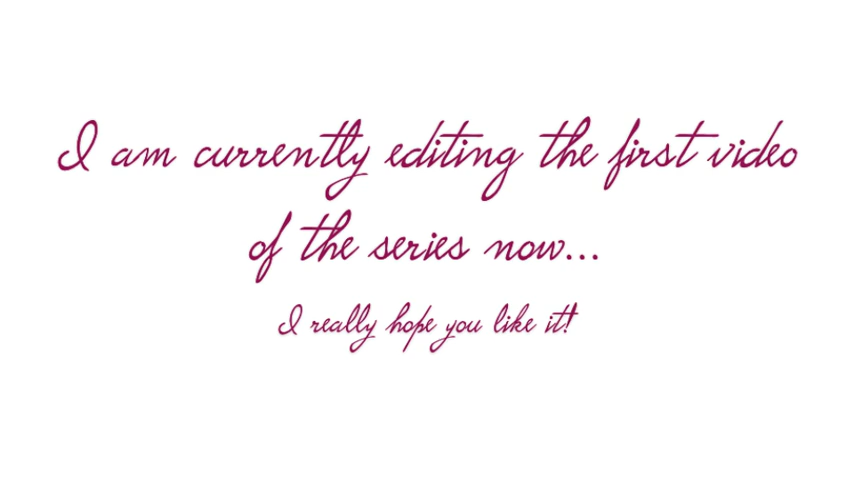 I am currently editing the first video
of the series now...
I really hope you like it!